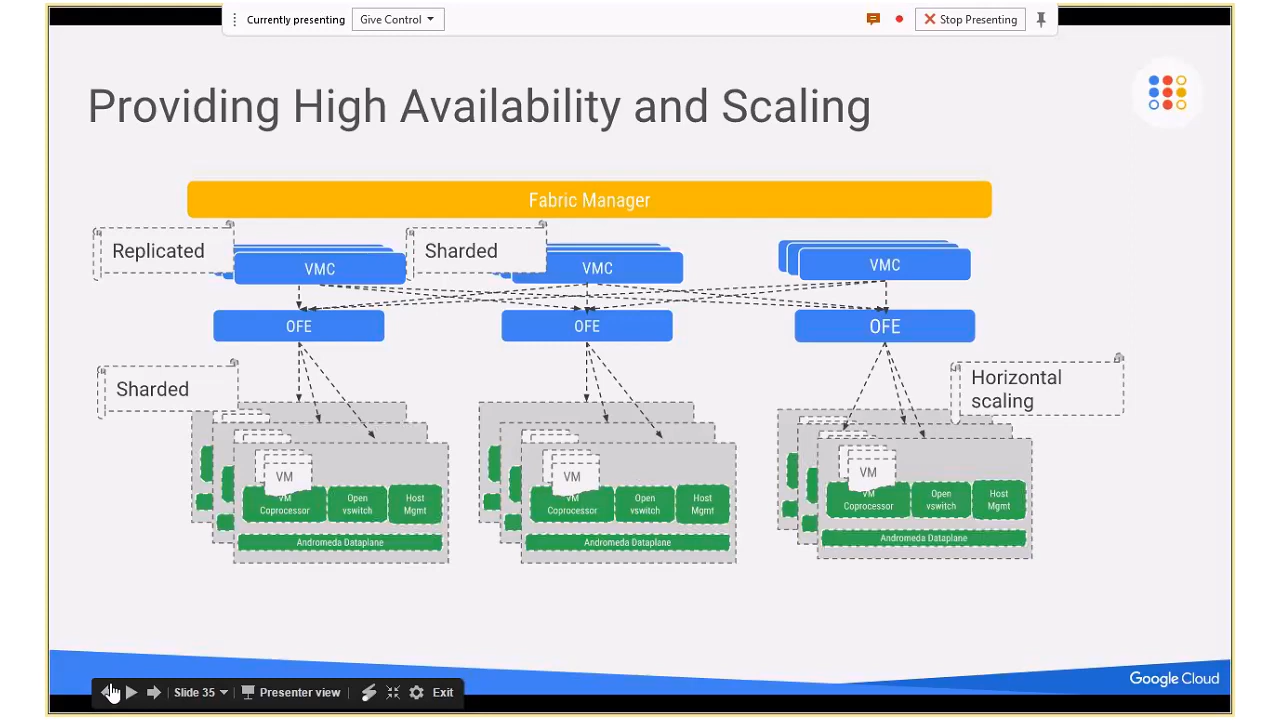 Currently presenting
Give Control
Stop Presenting
Providing High Availability and Scaling
Fabric Manager
Replicated
Sharded
VMC
VMC
VMC
OFE
OFE
OFE
Sharded
Horizontal
scaling
VM
VM
Coprocessor
Open
vswitch
Host
Mgmt
Andromeda Dataplane
VM
VM
Coprocessor
Open
vswitch
Host
Mgmt
Andromeda Dataplane
VM
VM
Coprocessor
Open
vswitch
Host
Mgmt
Andromeda Dataplane
Google Cloud
Slide 35
Presenter view
Exit